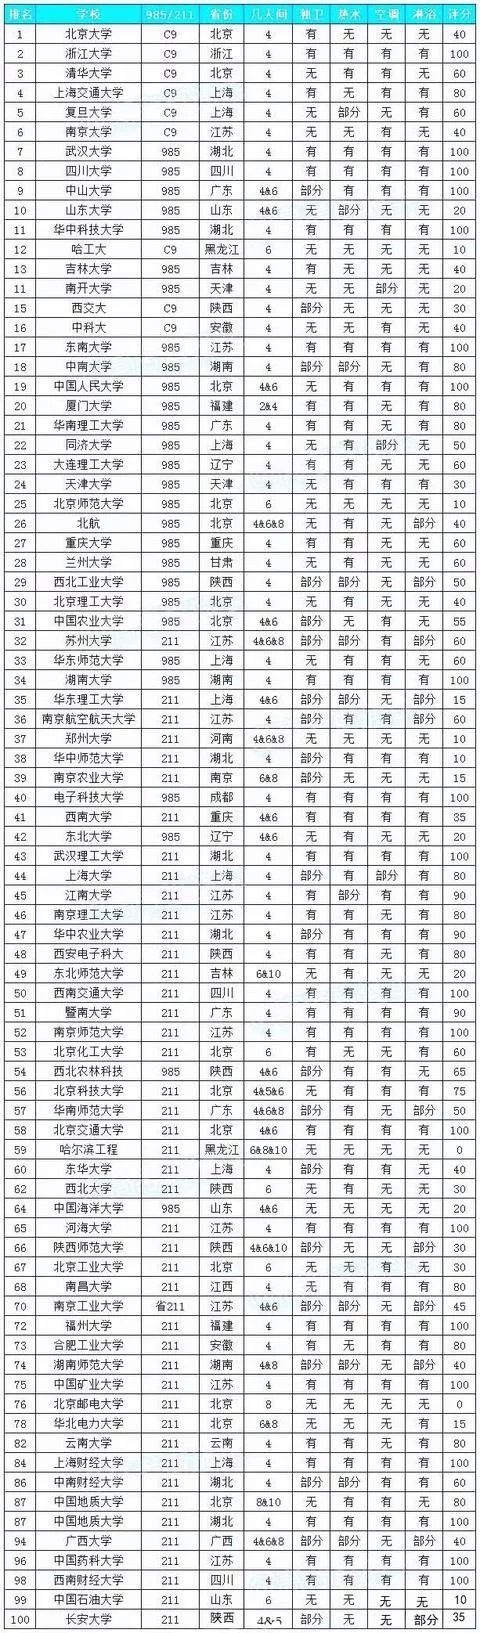 排名 学校 985/211 省份 几人间 独卫 热水 空调 淋浴 评分
1 北京大学 C9 北京 4 有 无 无 无 40
2 浙江大学 C9 浙江 4 有 有 有 有 100
3 清华大学 C9 北京 4 无 有 有 无 60
4 上海交通大学 C9 上海 4 有 无 有 有 80
5 复旦大学 C9 上海 4 无 部分 无 有 60
6 南京大学 C9 江苏 4 无 无 有 无 40
7 武汉大学 985 湖北 4 有 有 有 有 100
8 四川大学 985 四川 4 有 有 有 有 100
9 中山大学 985 广东 4&6 部分 有 有 有 100
10 山东大学 985 山东 4&6 无 部分 无 无 20
11 华中科技大学 985 湖北 4 有 有 有 有 100
12 哈工大 C9 黑龙江 6 无 无 无 无 10
13 吉林大学 985 吉林 4 有 无 无 无 40
11 南开大学 985 天津 4 无 无 部分 无 20
15 西交大 C9 陕西 4 部分 无 无 无 30
16 中科大 C9 安徽 4 无 无 有 无 40
17 东南大学 985 江苏 4 有 有 有 有 100
18 中南大学 985 湖南 4 部分 部分 无 有 80
19 中国人民大学 985 北京 4&6 无 有 有 有 100
20 厦门大学 985 福建 2&4 有 有 无 有 80
21 华南理工大学 985 广东 4 有 有 无 有 80
22 同济大学 985 上海 4 无 有 部分 无 50
23 大连理工大学 985 辽宁 4 有 有 无 无 60
24 天津大学 985 天津 4 无 有 有 有 30
25 北京师范大学 985 北京 6 无 无 无 无 10
26 北航 985 北京 4&6&8 无 有 无 部分 40
27 重庆大学 985 重庆 4 有 有 无 无 60
28 兰州大学 985 甘肃 4 无 有 无 无 60
29 西北工业大学 985 陕西 4 部分 部分 无 部分 50
30 北京理工大学 985 北京 4 无 有 无 无 40
31 中国农业大学 985 北京 4&6 部分 无 有 无 55
32 苏州大学 211 江苏 4&6&8 部分 部分 有 部分 60
33 华东师范大学 985 上海 4 无 有 有 无 60
34 湖南大学 985 湖南 4 有 有 有 有 100
35 华东理工大学 211 上海 4&6 部分 部分 无 部分 15
36 南京航空航天大学 211 江苏 4 部分 有 有 部分 60
37 郑州大学 211 河南 4&6&8 无 无 无 无 10
38 华中师范大学 211 湖北 4 部分 有 有 有 10
39 南京农业大学 211 南京 6&8 部分 无 无 无 15
40 电子科技大学 985 成都 4 有 有 有 有 100
41 西南大学 211 重庆 4&6 有 有 有 有 35
42 东北大学 985 辽宁 4&6 无 有 无 无 20
43 武汉理工大学 211 湖北 4 有 有 有 有 100
44 上海大学 211 上海 4 部分 有 部分 有 80
45 江南大学 211 江苏 4 有 部分 有 有 90
46 南京理工大学 211 江苏 4 有 有 无 有 80
47 华中农业大学 211 湖北 4 部分 有 有 有 90
48 西安电子科大 211 陕西 4 有 有 无 有 80
49 东北师范大学 211 吉林 6&10 无 有 无 无 20
50 西南交通大学 211 四川 4 有 有 有 有 100
51 暨南大学 211 广东 4 有 有 有 有 90
52 南京师范大学 211 江苏 4 有 有 有 有 100
53 北京化工大学 211 北京 6 有 无 无 有 60
54 西北农林科技 985 陕西 4&6 部分 有 有 无 65
56 北京科技大学 211 北京 4&5&6 无 有 有 有 75
57 华南师范大学 211 广东 4&6&8 部分 有 无 部分 50
58 北京交通大学 211 北京 4&6 有 有 有 有 100
59 哈尔滨工程 211 黑龙江 6&8&10 无 无 无 无 0
60 东华大学 211 上海 4 部分 有 有 无 40
62 西北大学 211 陕西 6 无 有 无 无 30
64 中国海洋大学 985 山东 4&6 无 无 无 无 20
65 河海大学 211 江苏 4 有 有 有 有 100
66 陕西师范大学 211 陕西 4&6&10 部分 无 无 部分 30
67 北京工业大学 211 北京 6 无 无 有 无 30
68 南昌大学 211 江西 4 无 有 有 有 80
70 南京工业大学 省211 江苏 4&6 部分 部分 无 部分 45
72 福州大学 211 福建 4 有 有 有 有 100
73 合肥工业大学 211 安徽 4 有 无 有 有 80
74 湖南师范大学 211 湖南 4&8 部分 部分 无 部分 40
75 中国矿业大学 211 江苏 4 有 有 有 有 100
76 北京邮电大学 211 北京 8 无 无 无 无 0
78 华北电力大学 211 北京 6&8 无 无 无 有 15
82 云南大学 211 云南 4 有 有 无 有 80
84 上海财经大学 211 上海 4 有 有 有 有 100
86 中南财经大学 211 湖北 4 部分 部分 有 有 60
87 中国地质大学 211 北京 8&10 无 有 有 无 80
87 中国地质大学 211 湖北 4 有 有 有 有 100
94 广西大学 211 广西 4&6&8 部分 部分 无 部分 40
96 中国药科大学 211 江苏 4 有 有 有 有 100
98 西南财经大学 211 四川 4 有 有 有 有 100
99 中国石油大学 211 山东 6 无 无 无 无 10
100 长安大学 211 陕西 4&5 部分 无 无 部分 35